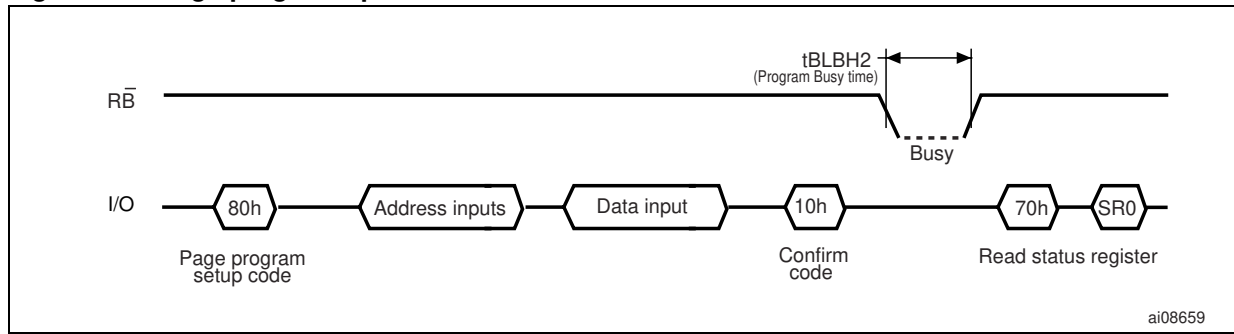 tBLBH2
(Program Busy time)
RB̅
Busy
I/O
80h
Address inputs
Data input
10h
70h
SR0
Page program
setup code
Confirm
code
Read status register
ai08659